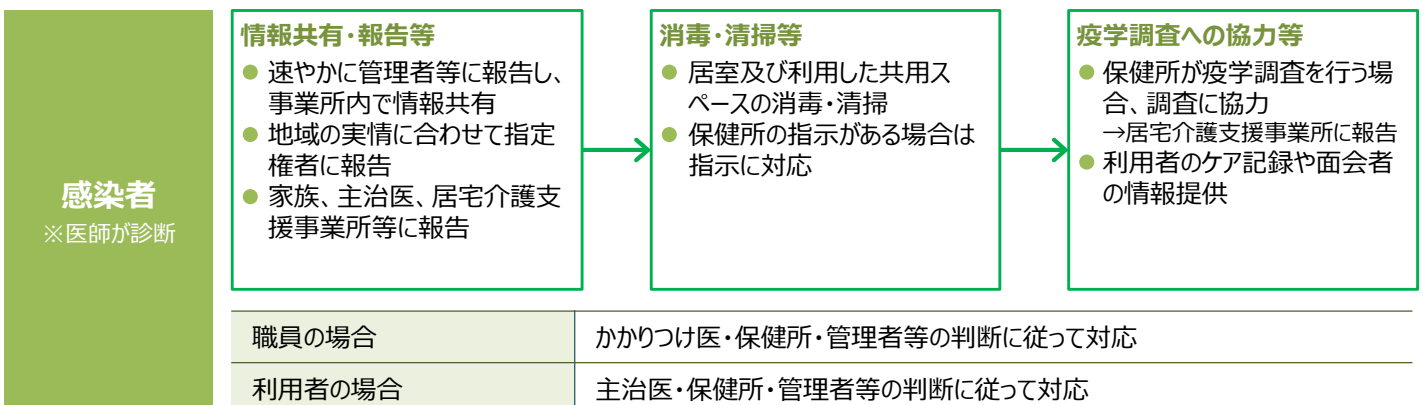 感染者
※医師が診断
情報共有・報告等
● 速やかに管理者等に報告し、
事業所内で情報共有
● 地域の実情に合わせて指定
権者に報告
● 家族、主治医、居宅介護支
援事業所等に報告
消毒・清掃等
● 居室及び利用した共用ス
ペースの消毒・清掃
● 保健所の指示がある場合は
指示に対応
疫学調査への協力等
● 保健所が疫学調査を行う場
合、調査に協力
→居宅介護支援事業所に報告
● 利用者のケア記録や面会者
の情報提供
職員の場合 かかりつけ医・保健所・管理者等の判断に従って対応
利用者の場合 主治医・保健所・管理者等の判断に従って対応